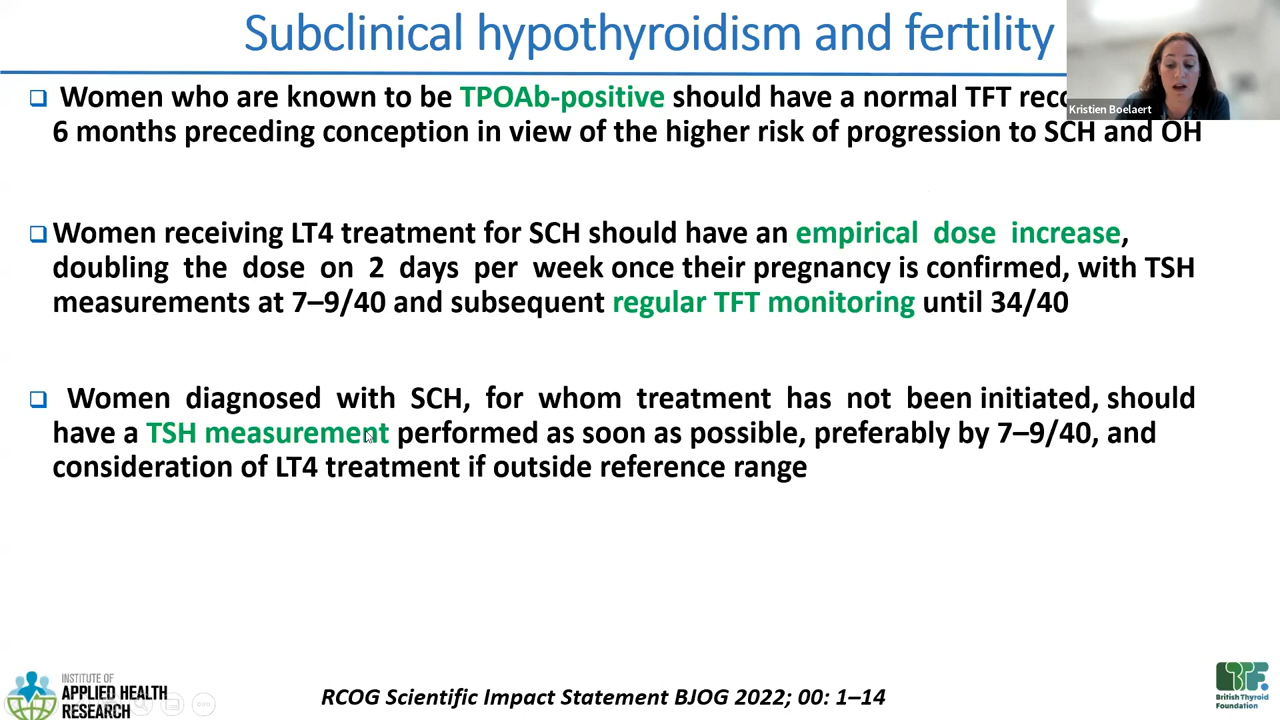 Subclinical hypothyroidism and fertility
Kristien Boelaert
Women who are known to be TPOAb-positive should have a normal TFT
6 months preceding conception in view of the higher risk of progression to SCH and OH
Women receiving LT4 treatment for SCH should have an empirical dose increase,
doubling the dose on 2 days per week once their pregnancy is confirmed, with TSH
measurements at 7–9/40 and subsequent regular TFT monitoring until 34/40
Women diagnosed with SCH, for whom treatment has not been initiated, should
have a TSH measurement performed as soon as possible, preferably by 7–9/40, and
consideration of LT4 treatment if outside reference range
INSTITUTE OF
APPLIED HEALTH
RESEARCH
RCOG Scientific Impact Statement BJOG 2022; 00: 1–14
BTF
British Thyroid
Foundation